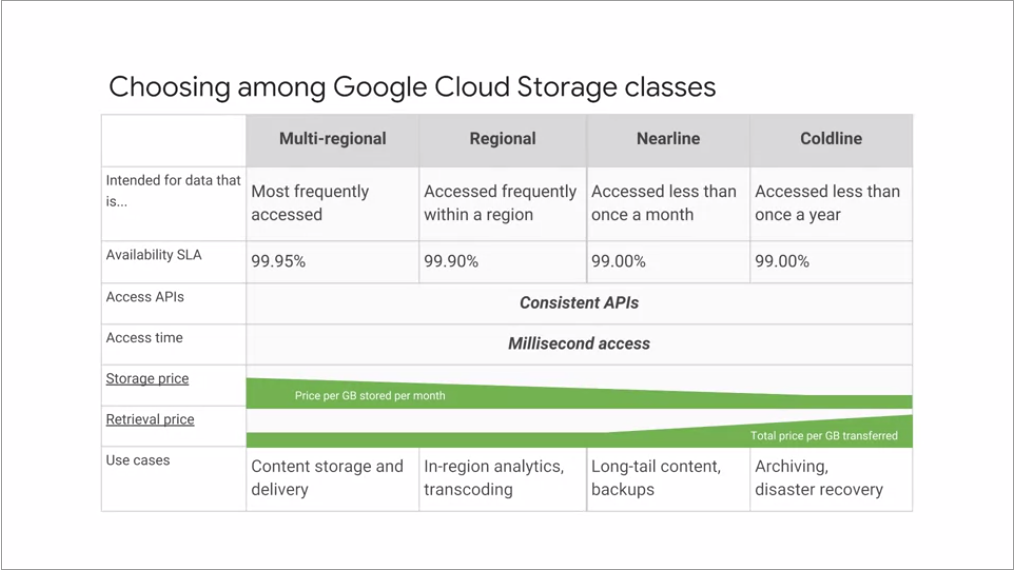 Choosing among Google Cloud Storage classes
Multi-regional
Regional
Nearline
Coldline
Intended for data that
is...
Most frequently
accessed
Accessed frequently
within a region
Accessed less than
once a month
Accessed less than
once a year
Availability SLA
99.95%
99.90%
99.00%
99.00%
Access APIs
Consistent APIs
Access time
Millisecond access
Storage price
Price per GB stored per month
Retrieval price
Total price per GB transferred
Use cases
Content storage and
delivery
In-region analytics,
transcoding
Long-tail content,
backups
Archiving,
disaster recovery